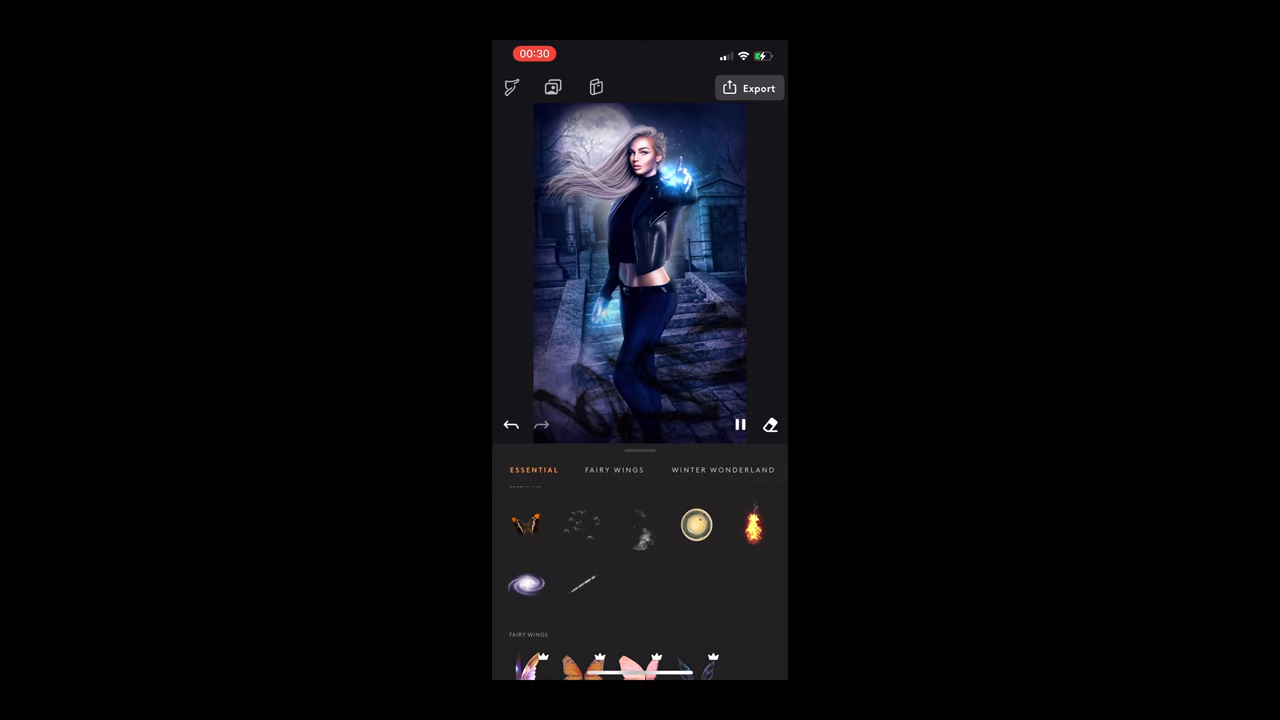 00:30
Export
ESSENTIAL FAIRY WINGS WINTER WONDERLAND
FAIRY WINGS